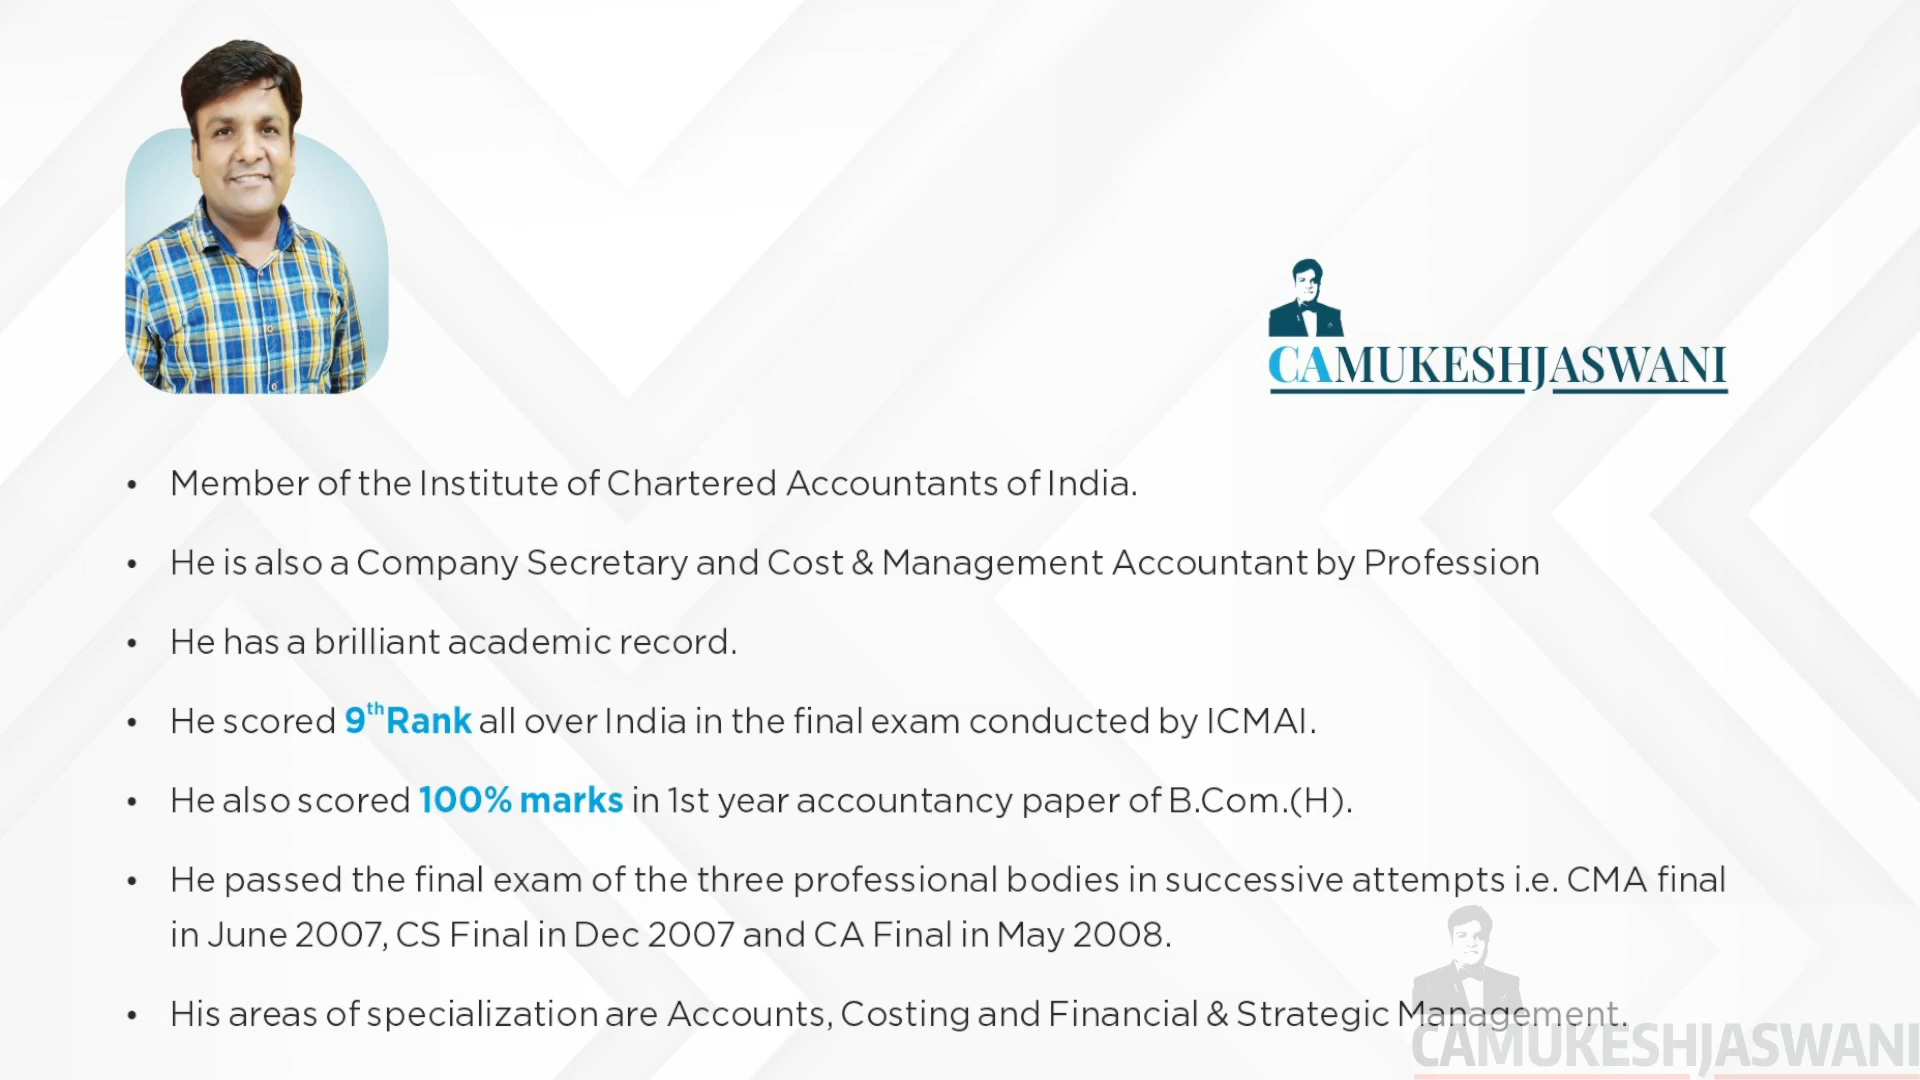 CAMUKESHJASWANI
• Member of the Institute of Chartered Accountants of India.
• He is also a Company Secretary and Cost & Management Accountant by Profession
• He has a brilliant academic record.
• He scored 9th Rank all over India in the final exam conducted by ICMAI.
• He also scored 100% marks in 1st year accountancy paper of B.Com.(H).
• He passed the final exam of the three professional bodies in successive attempts i.e. CMA final
in June 2007, CS Final in Dec 2007 and CA Final in May 2008.
• His areas of specialization are Accounts, Costing and Financial & Strategic Management.
CAMUKESHJASWANI